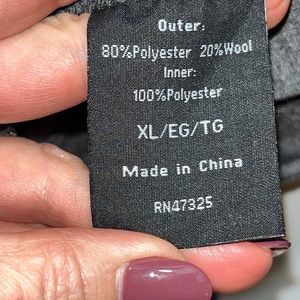 Outer:
80%Polyester 20%Wool
Inner:
100%Polyester
XL/EG/TG
Made in China
RN47325